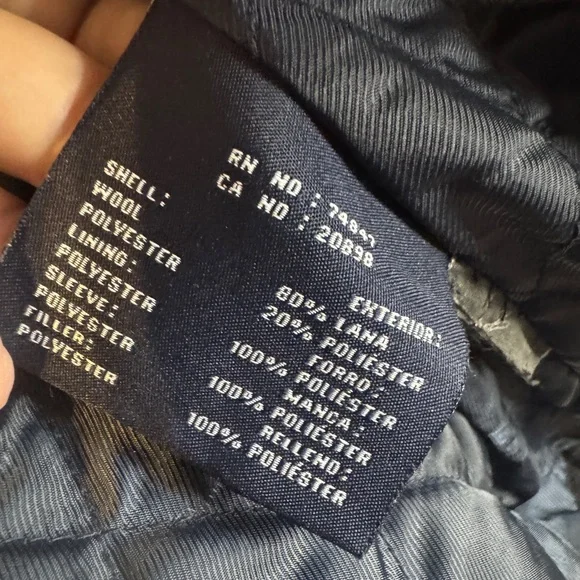 RN NO :
CA NO : 20898
SHELL:
WOOL
POLYESTER
LINING:
POLYESTER
SLEEVE:
POLYESTER
FILLER:
POLYESTER
EXTERIOR:
80% LANA
20% POLIÉSTER
FORRO:
100% POLIÉSTER
MANCA:
100% POLIÉSTER
RELLENO:
100% POLIÉSTER